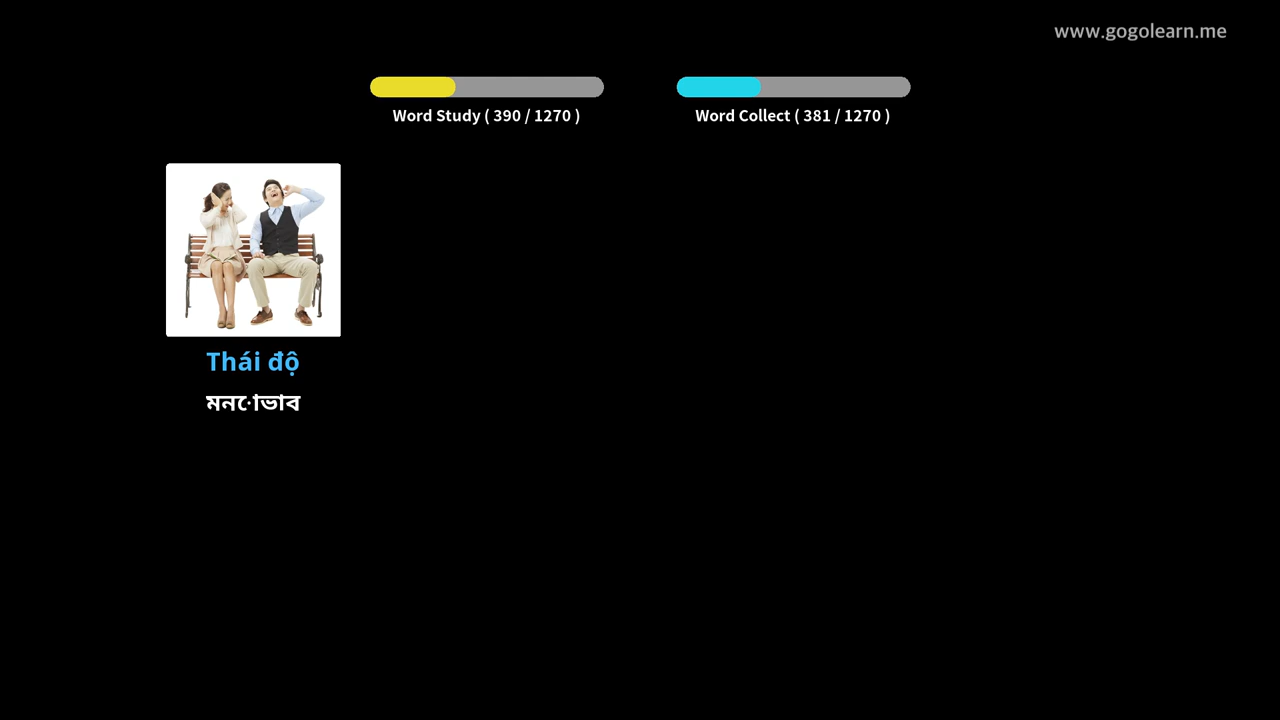 www.gogolearn.me
Word Study ( 390 / 1270 )
Word Collect ( 381 / 1270 )
Thái độ
মনোভাব